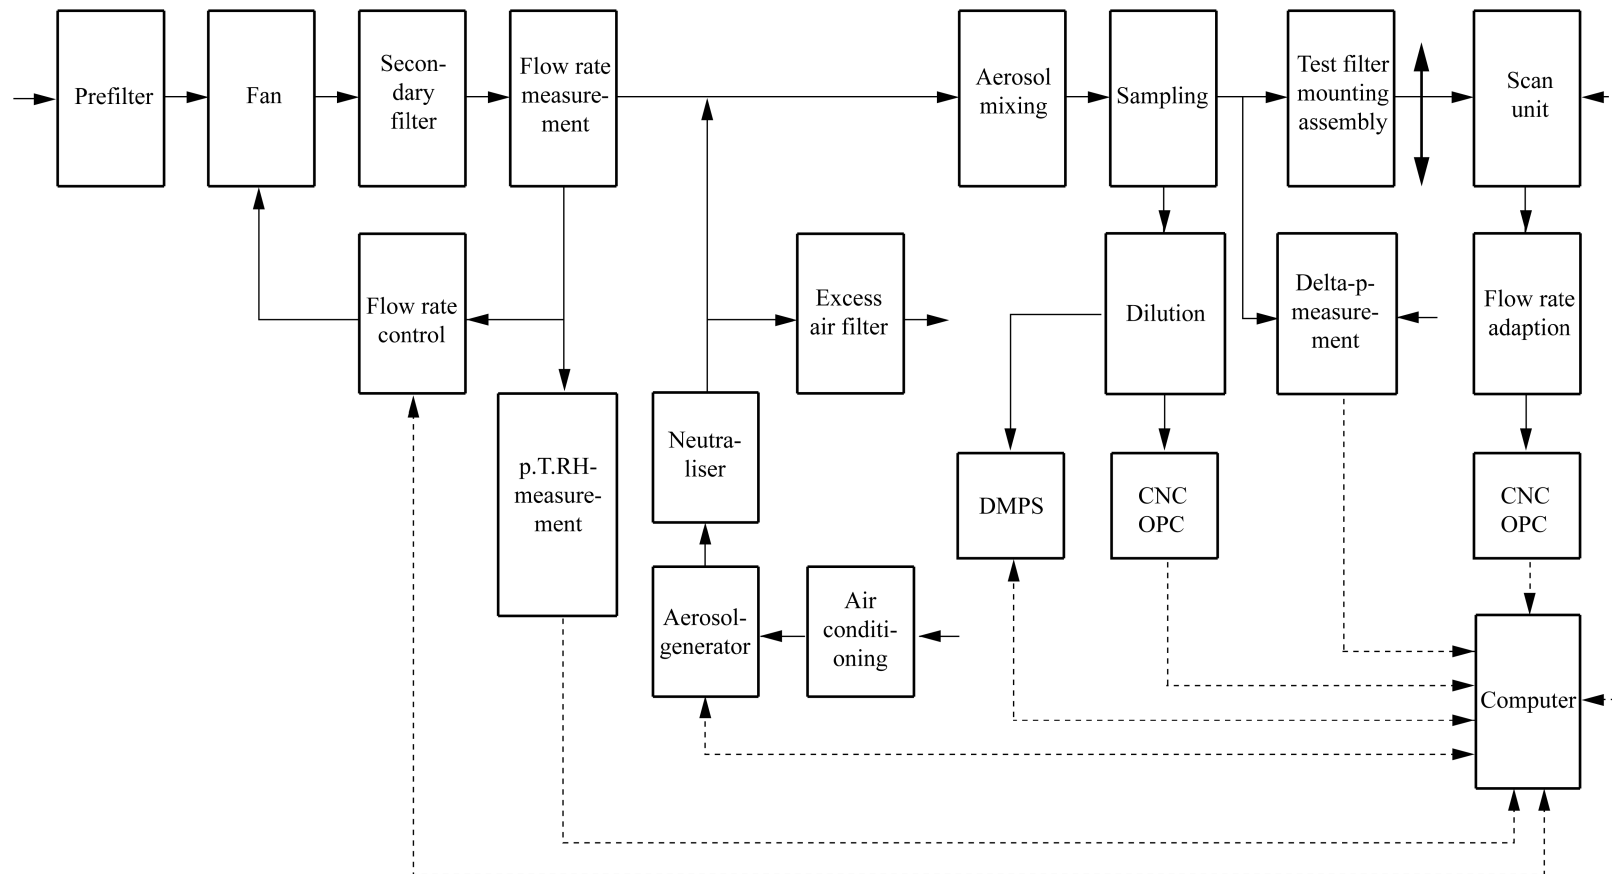 Prefilter
Fan
Secon-
dary
filter
Flow rate
measure-
ment
Aerosol
mixing
Sampling
Test filter
mounting
assembly
Scan
unit
Flow rate
control
Excess
air filter
Dilution
Delta-p-
measure-
ment
Flow rate
adaption
p.T.RH-
measure-
ment
Neutra-
liser
DMPS
CNC
OPC
CNC
OPC
Aerosol-
generator
Air
conditi-
oning
Computer